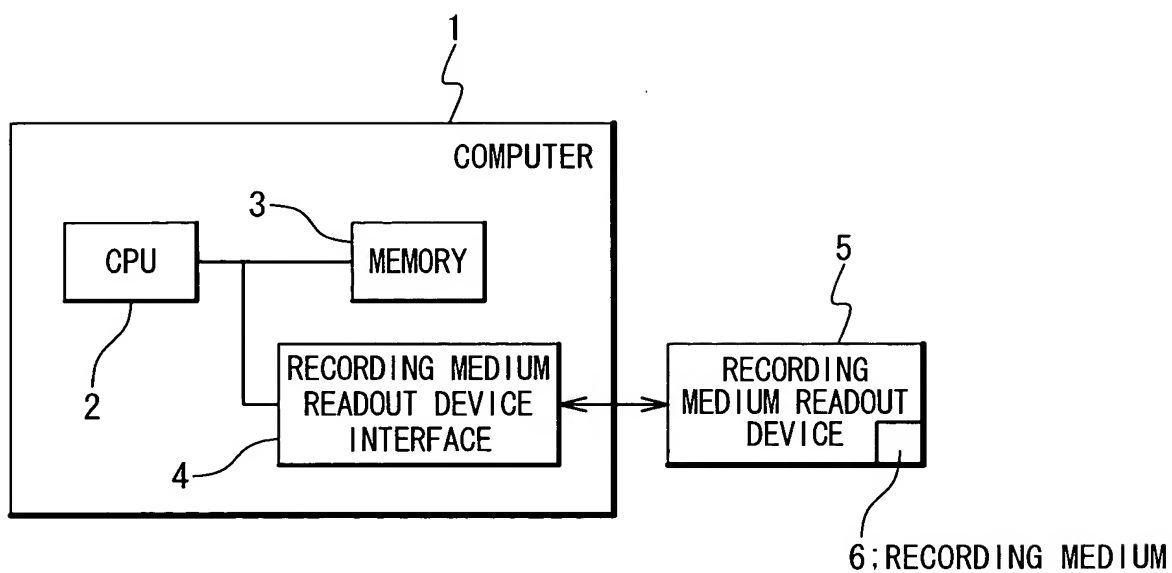 1
COMPUTER
3
CPU
MEMORY
5
2
RECORDING MEDIUM
READOUT DEVICE
INTERFACE
4
RECORDING
MEDIUM READOUT
DEVICE
6;RECORDING MEDIUM